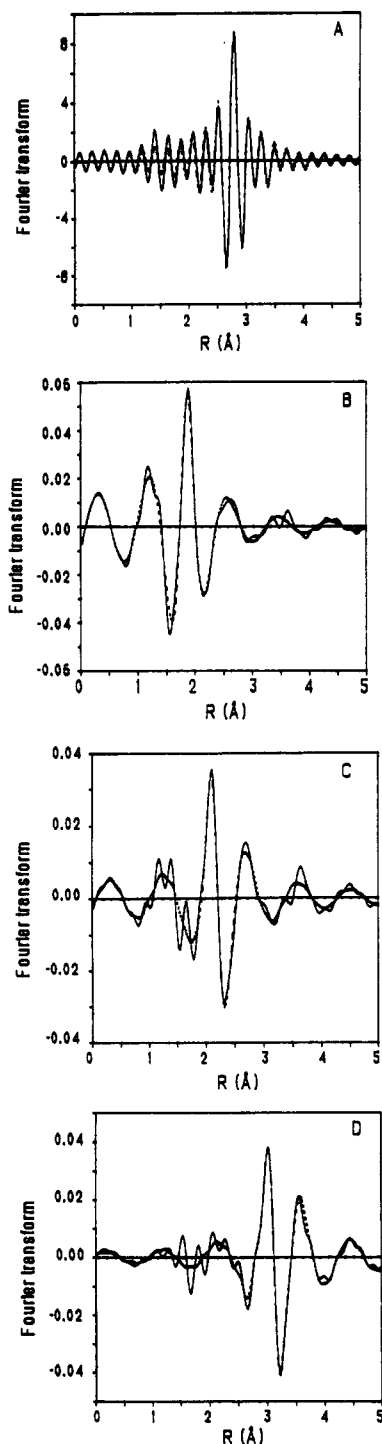 A
8
4
0
-4
-8
Fourier transform
0 1 2 3 4 5
R (Å)
B
0.06
0.04
0.02
0.00
-0.02
-0.04
-0.06
Fourier transform
0 1 2 3 4 5
R (Å)
C
0.04
0.02
0.00
-0.02
-0.04
Fourier transform
0 1 2 3 4 5
R (Å)
D
0.04
0.02
0.00
-0.02
-0.04
Fourier transform
0 1 2 3 4 5
R (Å)